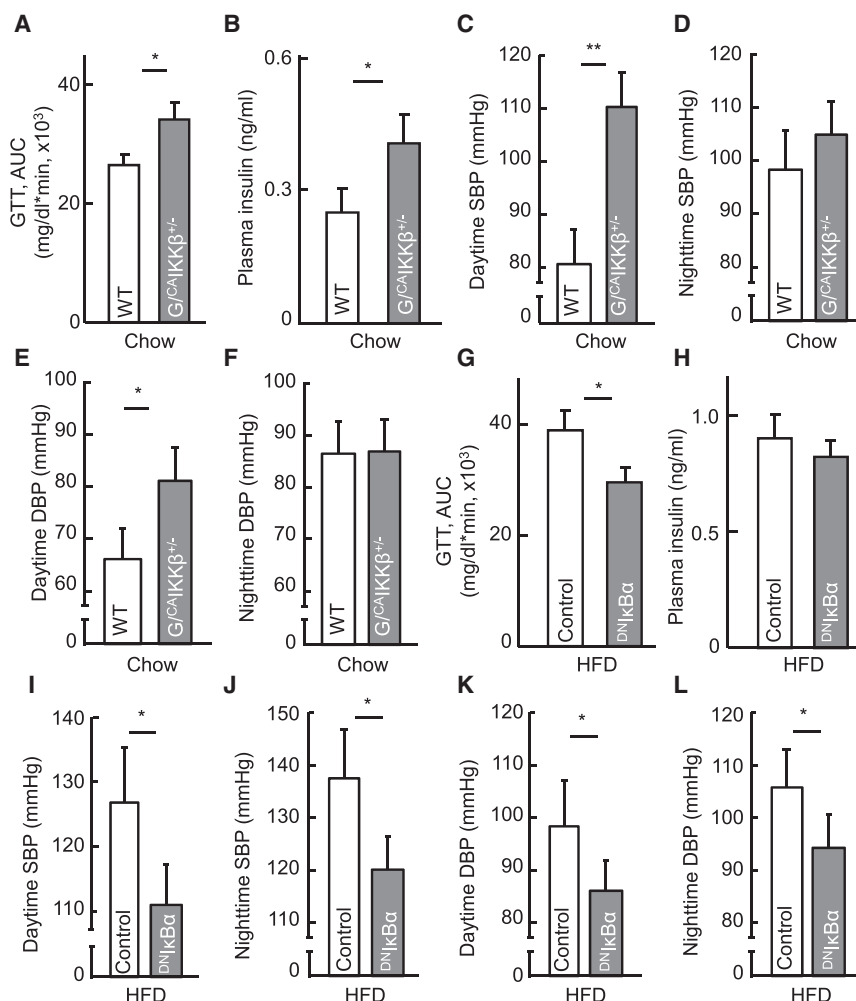 A
GTT, AUC
(mg/dl*min, x10³)
40
20
0
*
WT
G/ᶜᴬIKKβ⁺/⁻
Chow
B
Plasma insulin (ng/ml)
0.6
0.3
0
*
WT
G/ᶜᴬIKKβ⁺/⁻
Chow
C
Daytime SBP (mmHg)
120
110
100
90
80
0
**
WT
G/ᶜᴬIKKβ⁺/⁻
Chow
D
Nighttime SBP (mmHg)
120
110
100
90
80
0
WT
G/ᶜᴬIKKβ⁺/⁻
Chow
E
Daytime DBP (mmHg)
100
90
80
70
60
0
*
WT
G/ᶜᴬIKKβ⁺/⁻
Chow
F
Nighttime DBP (mmHg)
100
90
80
70
60
0
WT
G/ᶜᴬIKKβ⁺/⁻
Chow
G
GTT, AUC
(mg/dl*min, x10³)
40
20
0
*
Control
ᴰᴺIκBα
HFD
H
Plasma insulin (ng/ml)
1.0
0.5
0
Control
ᴰᴺIκBα
HFD
I
Daytime SBP (mmHg)
140
130
120
110
0
*
Control
ᴰᴺIκBα
HFD
J
Nighttime SBP (mmHg)
150
140
130
120
110
0
*
Control
ᴰᴺIκBα
HFD
K
Daytime DBP (mmHg)
120
110
100
90
80
0
*
Control
ᴰᴺIκBα
HFD
L
Nighttime DBP (mmHg)
120
110
100
90
80
0
*
Control
ᴰᴺIκBα
HFD